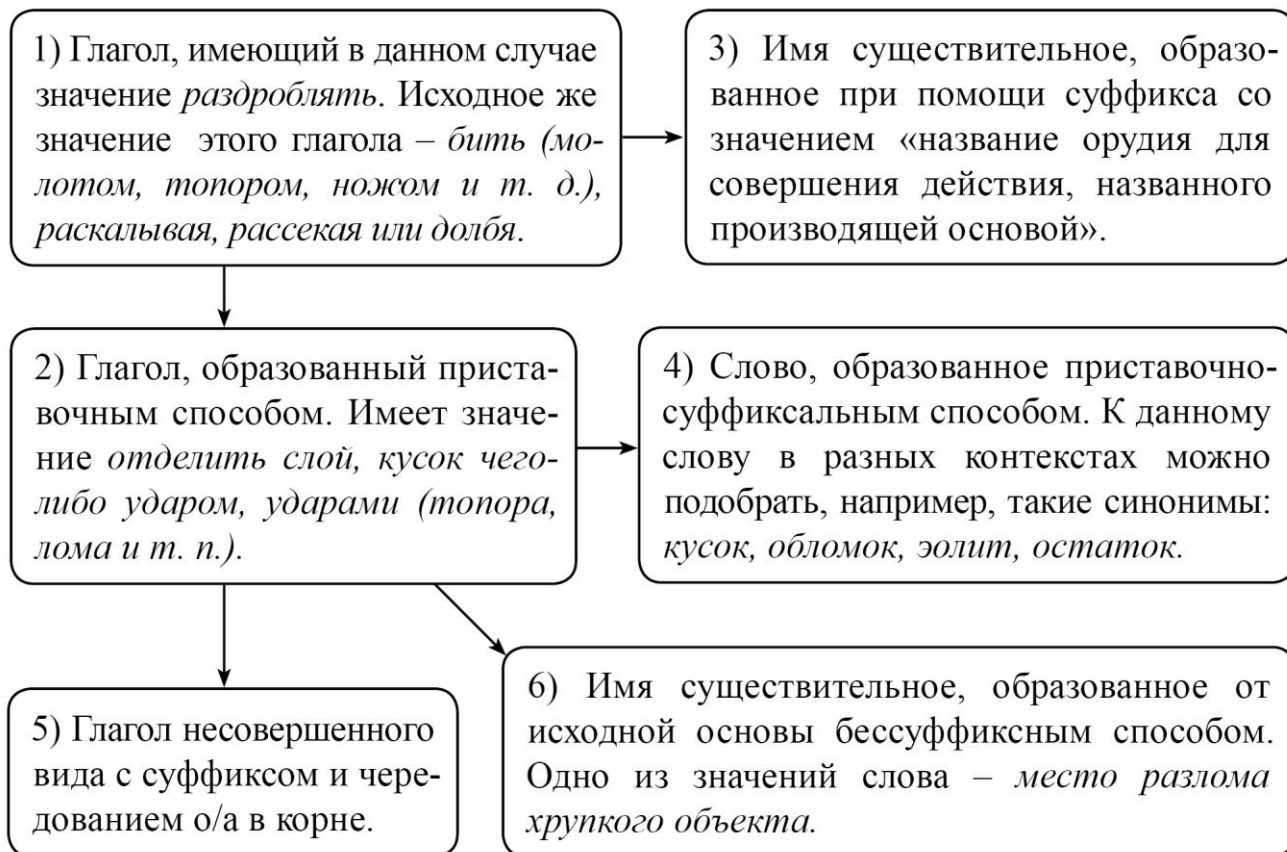 1) Глагол, имеющий в данном случае
значение раздроблять. Исходное же
значение этого глагола – бить (мо-
лотом, топором, ножом и т. д.),
раскалывая, рассекая или долбя.
3) Имя существительное, образо-
ванное при помощи суффикса со
значением «название орудия для
совершения действия, названного
производящей основой».
2) Глагол, образованный приста-
вочным способом. Имеет значе-
ние отделить слой, кусок чего-
либо ударом, ударами (топора,
лома и т. п.).
4) Слово, образованное приставочно-
суффиксальным способом. К данному
слову в разных контекстах можно
подобрать, например, такие синонимы:
кусок, обломок, эолит, остаток.
5) Глагол несовершенного
вида с суффиксом и чере-
дованием о/а в корне.
6) Имя существительное, образованное от
исходной основы бессуффиксным способом.
Одно из значений слова – место разлома
хрупкого объекта.